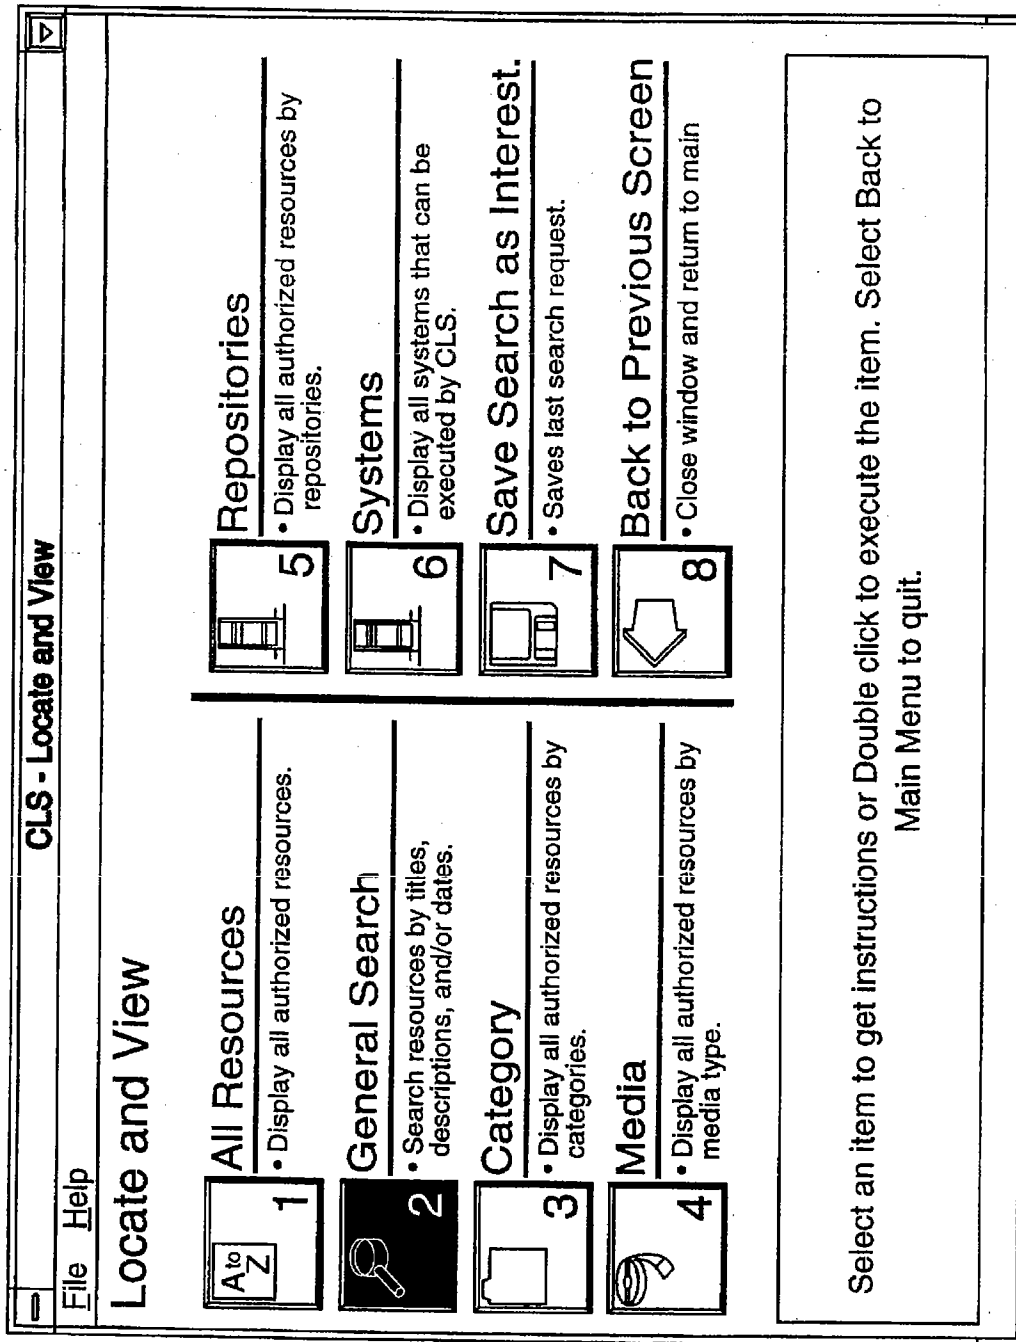 CLS - Locate and View
File Help
Locate and View
A to
Z
1
All Resources
• Display all authorized resources.
2
General Search
• Search resources by titles,
descriptions, and/or dates.
3
Category
• Display all authorized resources by
categories.
4
Media
• Display all authorized resources by
media type.
5
Repositories
• Display all authorized resources by
repositories.
6
Systems
• Display all systems that can be
executed by CLS.
7
Save Search as Interest.
• Saves last search request.
8
Back to Previous Screen
• Close window and return to main
Select an item to get instructions or Double click to execute the item. Select Back to
Main Menu to quit.